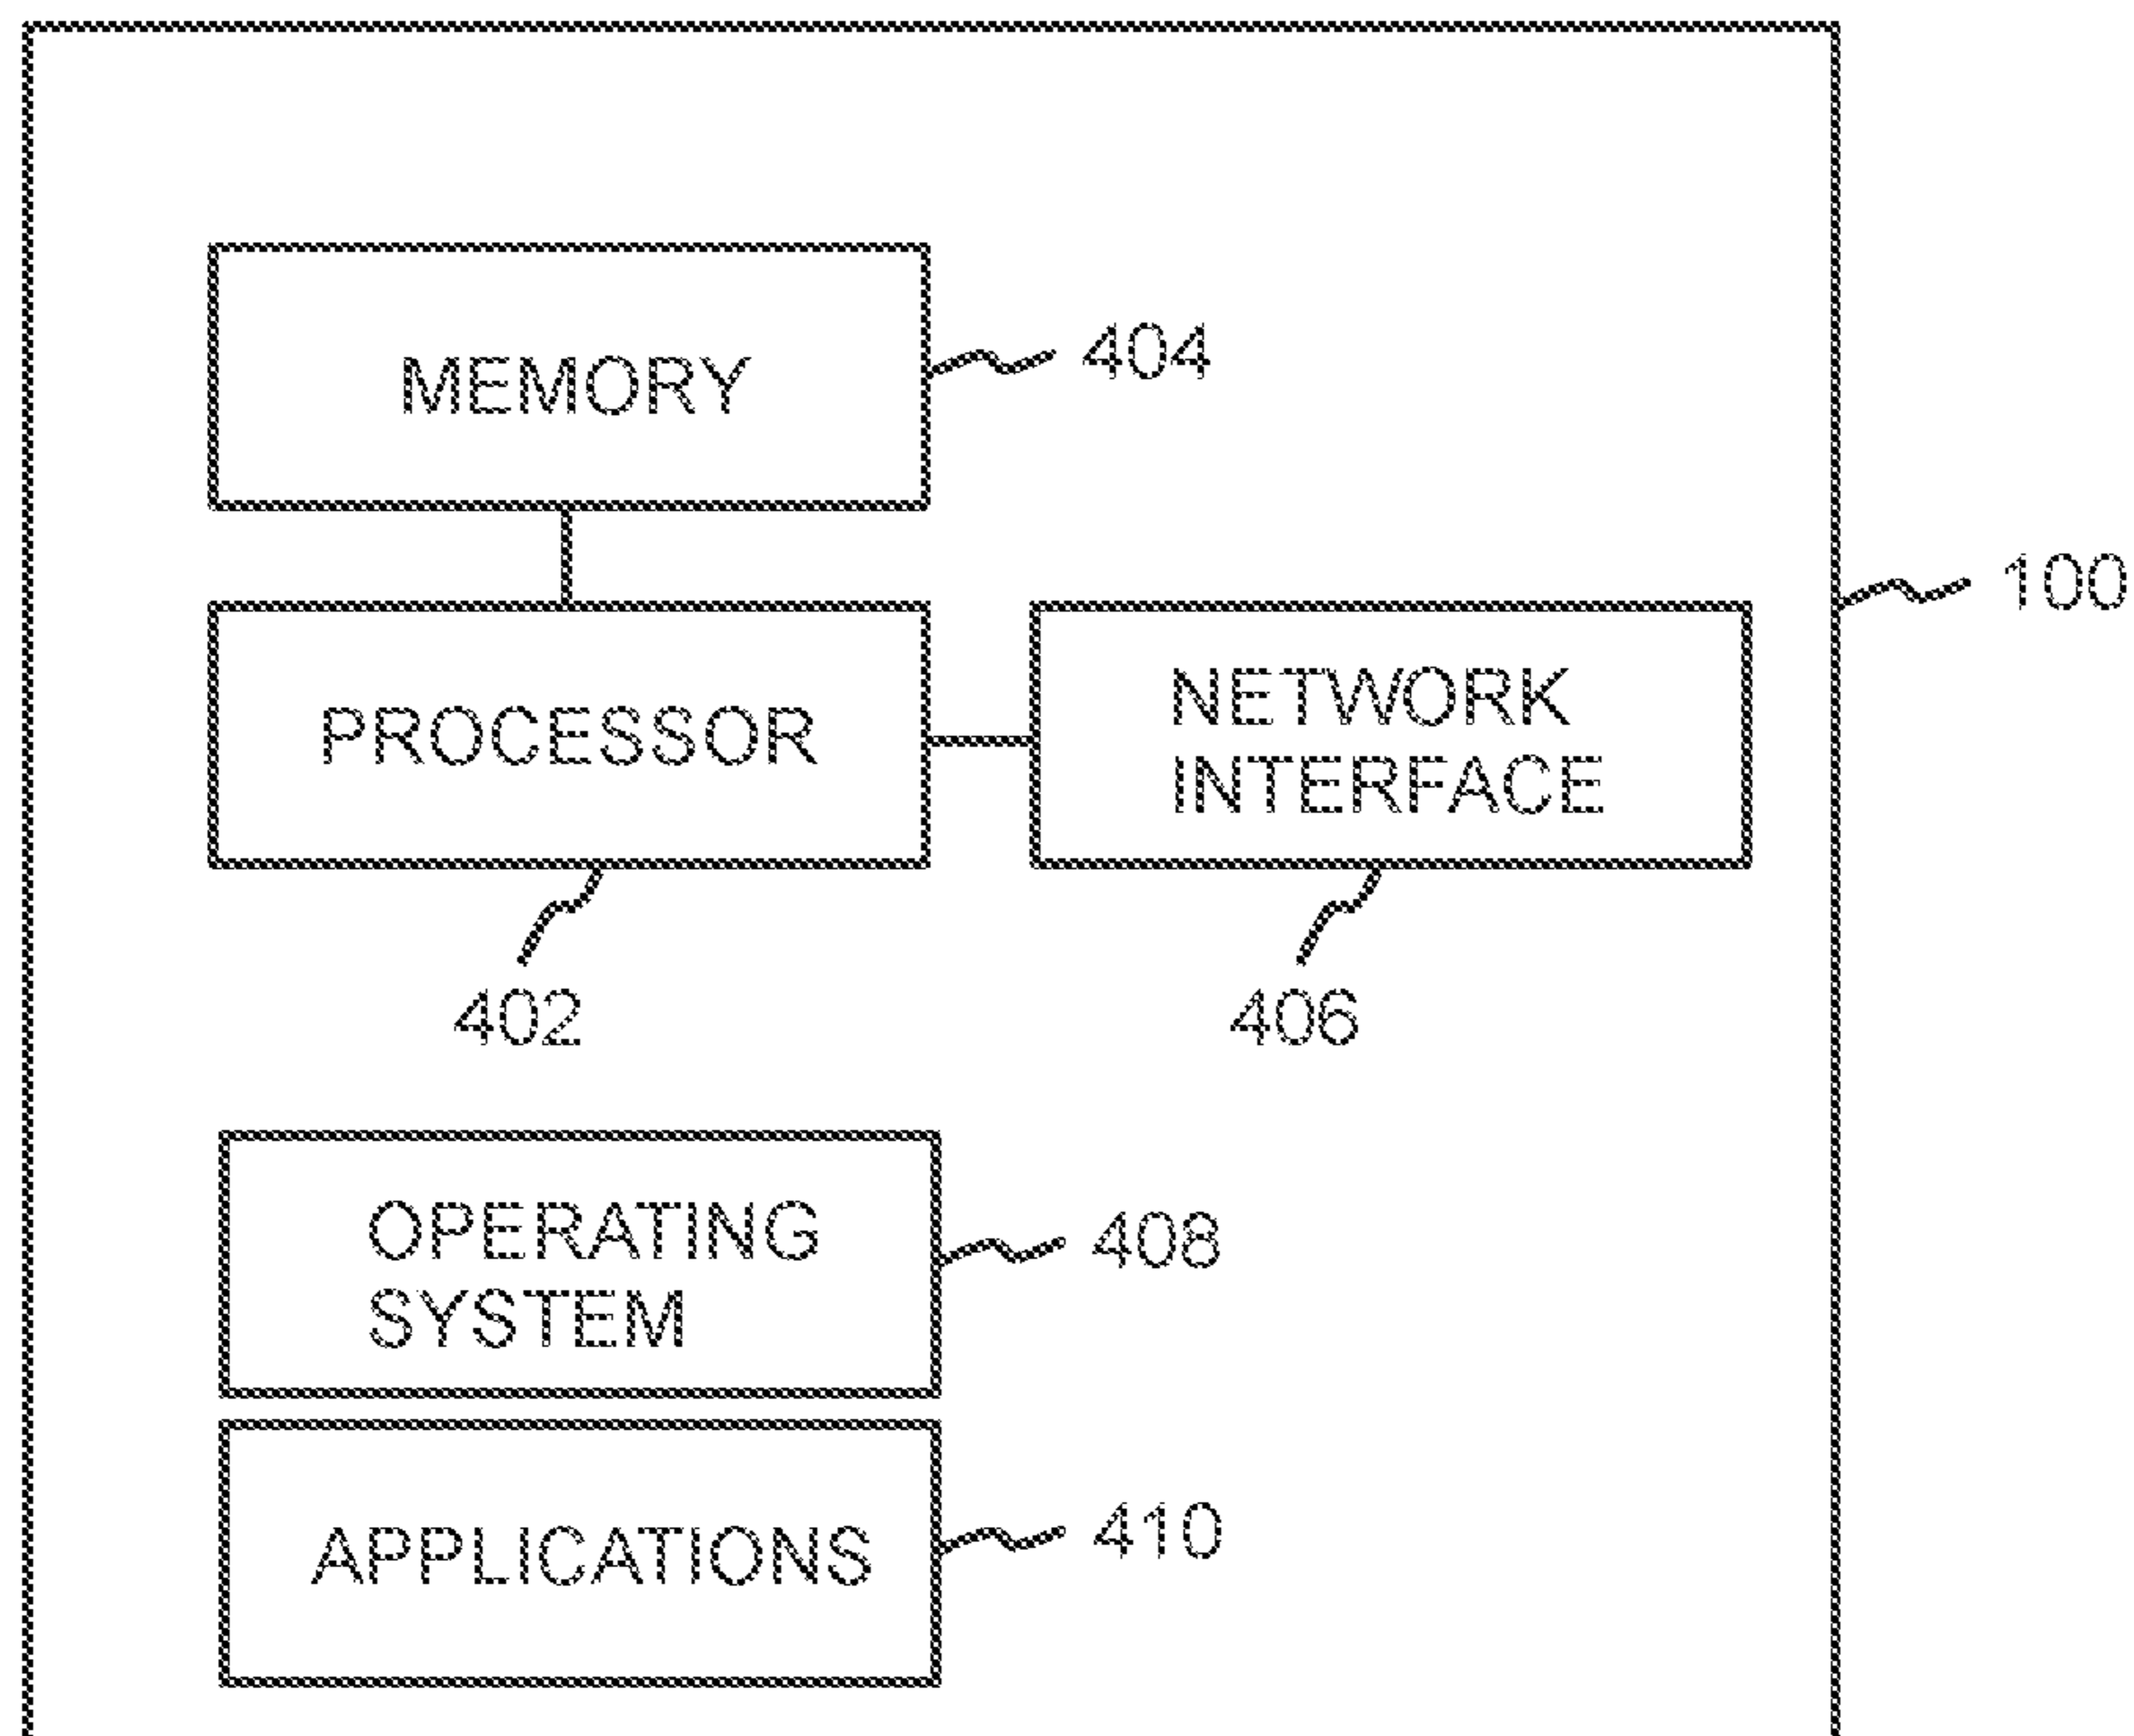 MEMORY
404
100
PROCESSOR
NETWORK
INTERFACE
402
406
OPERATING
SYSTEM
408
APPLICATIONS
410